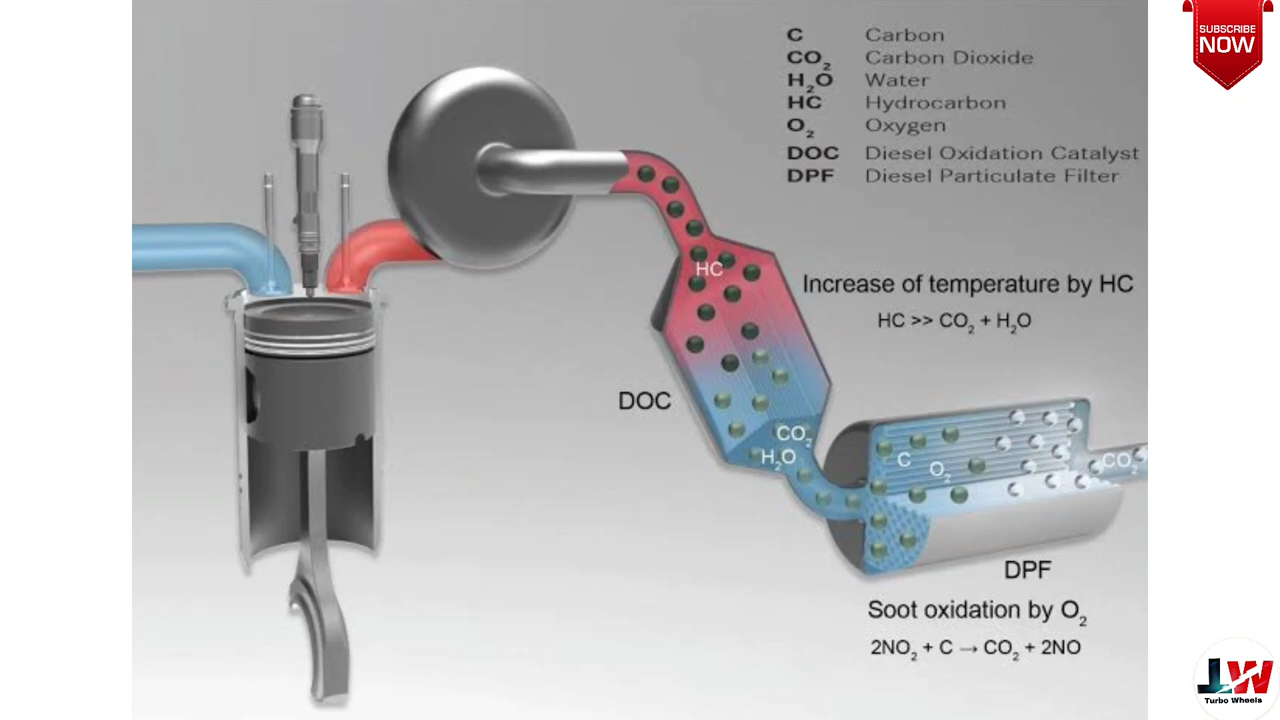 C Carbon
CO₂ Carbon Dioxide
H₂O Water
HC Hydrocarbon
O₂ Oxygen
DOC Diesel Oxidation Catalyst
DPF Diesel Particulate Filter
SUBSCRIBE
NOW
HC
Increase of temperature by HC
HC >> CO₂ + H₂O
DOC
CO₂
H₂O
C
O₂
CO₂
DPF
Soot oxidation by O₂
2NO₂ + C → CO₂ + 2NO
TW
Turbo Wheels